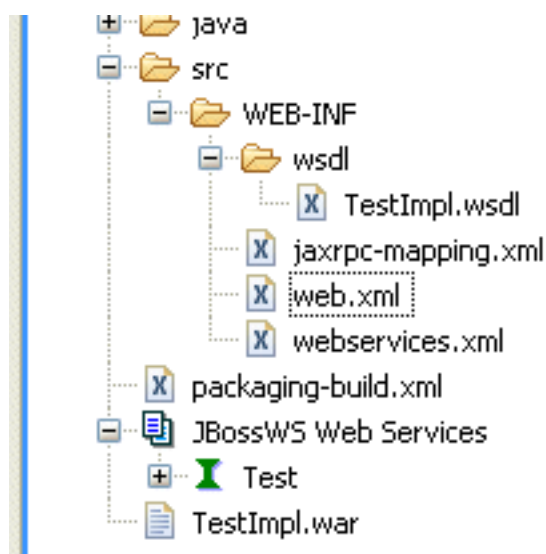 java
src
WEB-INF
wsdl
TestImpl.wsdl
jaxrpc-mapping.xml
web.xml
webservices.xml
packaging-build.xml
JBossWS Web Services
Test
TestImpl.war